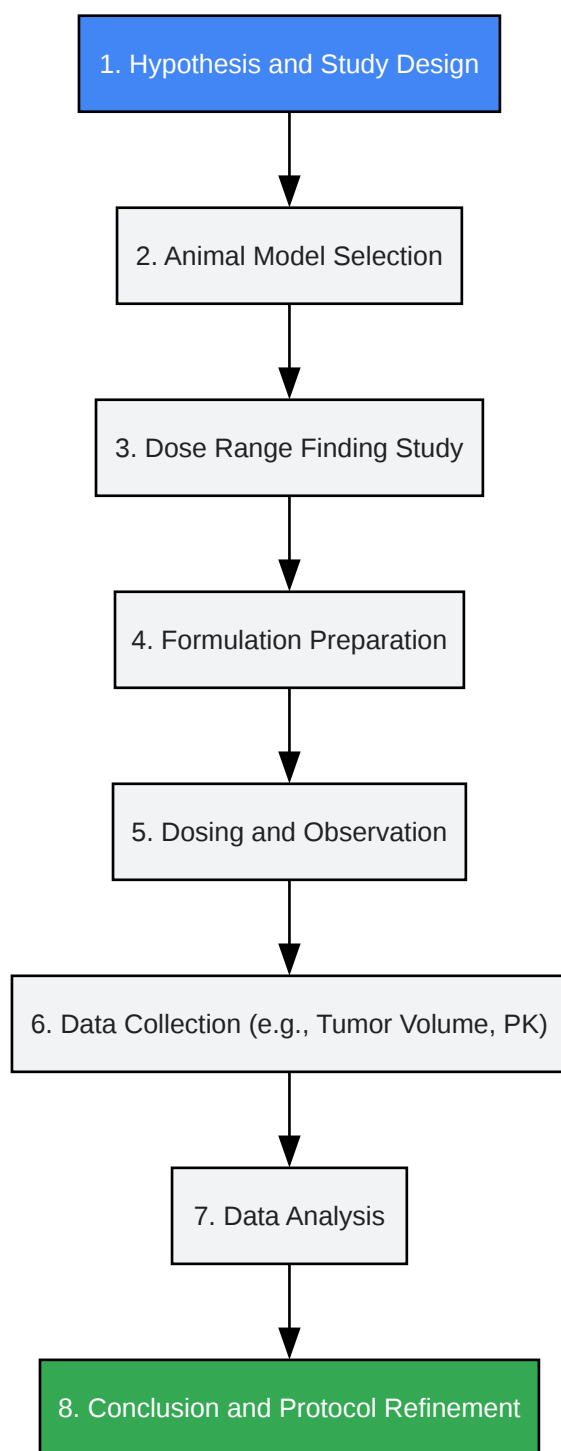 1. Hypothesis and Study Design
2. Animal Model Selection
3. Dose Range Finding Study
4. Formulation Preparation
5. Dosing and Observation
6. Data Collection (e.g., Tumor Volume, PK)
7. Data Analysis
8. Conclusion and Protocol Refinement